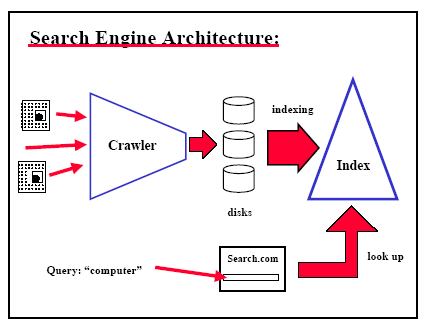 Search Engine Architecture:
indexing
Crawler
Index
disks
Search.com
look up
Query: “computer”